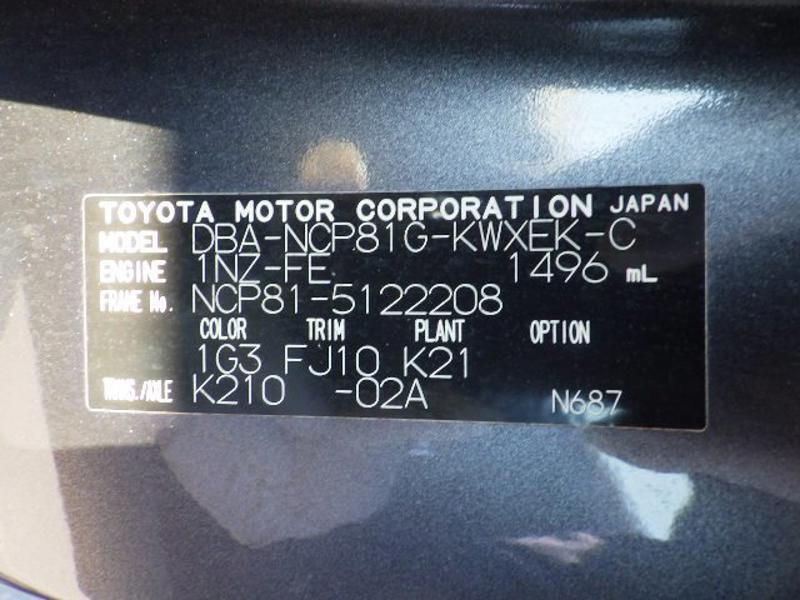 TOYOTA MOTOR CORPORATION JAPAN
MODEL DBA-NCP81G-KWXEK-C
ENGINE 1NZ-FE 1496 mL
FRAME No. NCP81-5122208
COLOR TRIM PLANT OPTION
1G3 FJ10 K21
TRANS./AXLE K210 -02A N687